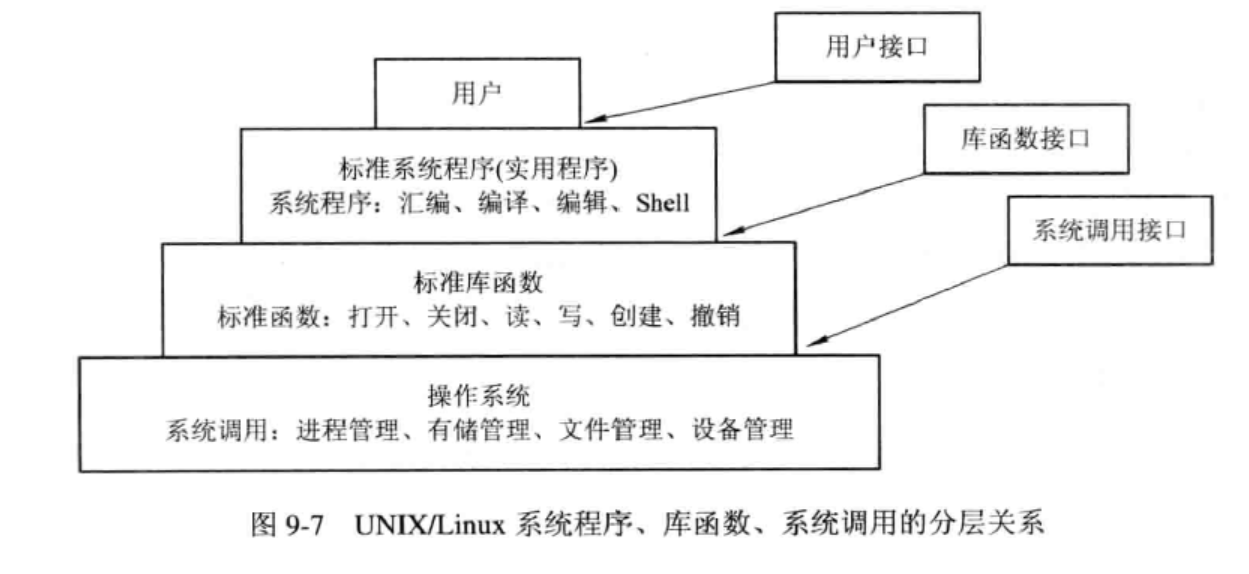 用户接口
用户
库函数接口
标准系统程序(实用程序)
系统程序：汇编、编译、编辑、Shell
系统调用接口
标准库函数
标准函数：打开、关闭、读、写、创建、撤销
操作系统
系统调用：进程管理、有储管理、文件管理、设备管理
图 9-7 UNIX/Linux 系统程序、库函数、系统调用的分层关系